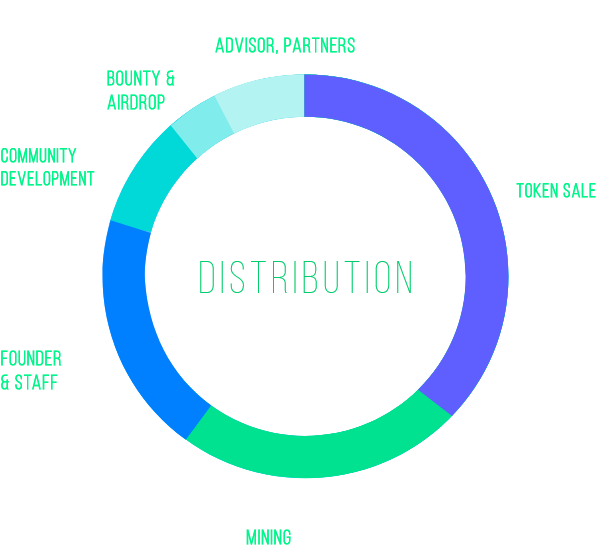 ADVISOR, PARTNERS
BOUNTY &
AIRDROP
COMMUNITY
DEVELOPMENT
TOKEN SALE
DISTRIBUTION
FOUNDER
& STAFF
MINING